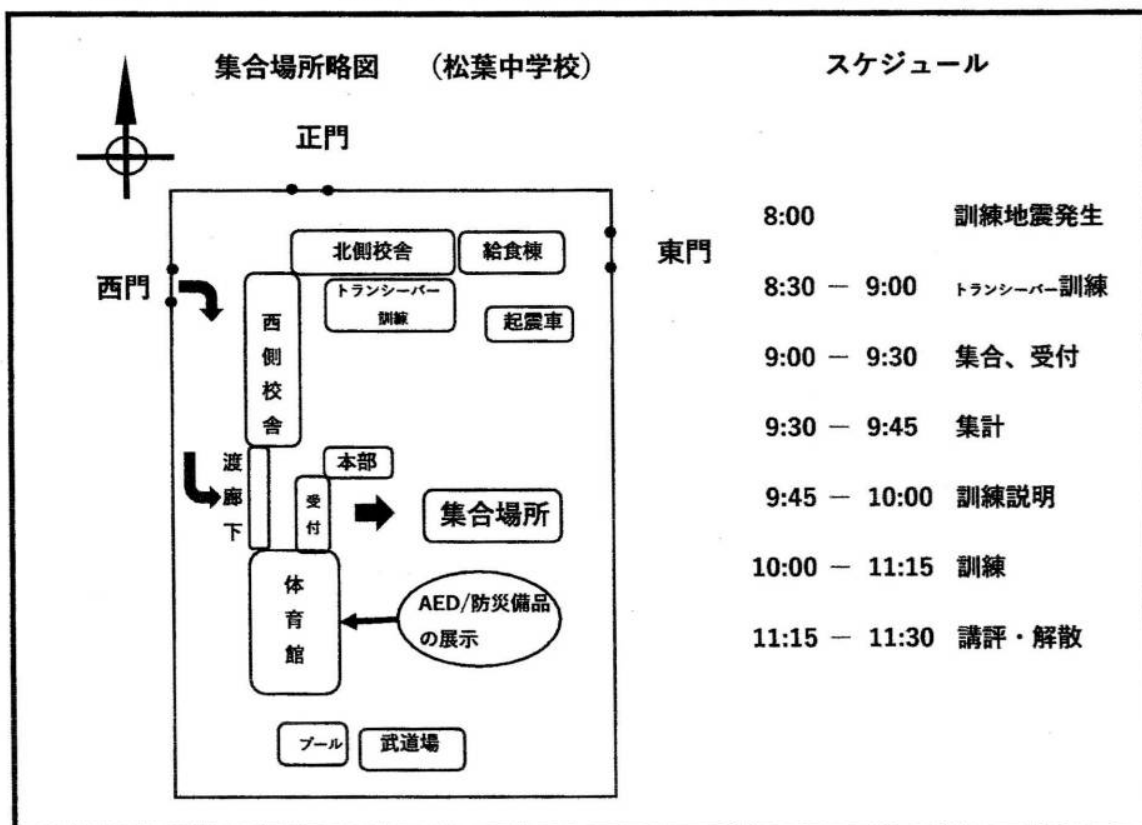 集合場所略図 （松葉中学校）
正門
西門
東門
北側校舎
給食棟
トランシーバー
訓練
起震車
西側校舎
渡廊下
本部
受付
集合場所
体育館
AED/防災備品
の展示
プール
武道場
スケジュール
8:00 訓練地震発生
8:30 － 9:00 トランシーバー訓練
9:00 － 9:30 集合、受付
9:30 － 9:45 集計
9:45 － 10:00 訓練説明
10:00 － 11:15 訓練
11:15 － 11:30 講評・解散